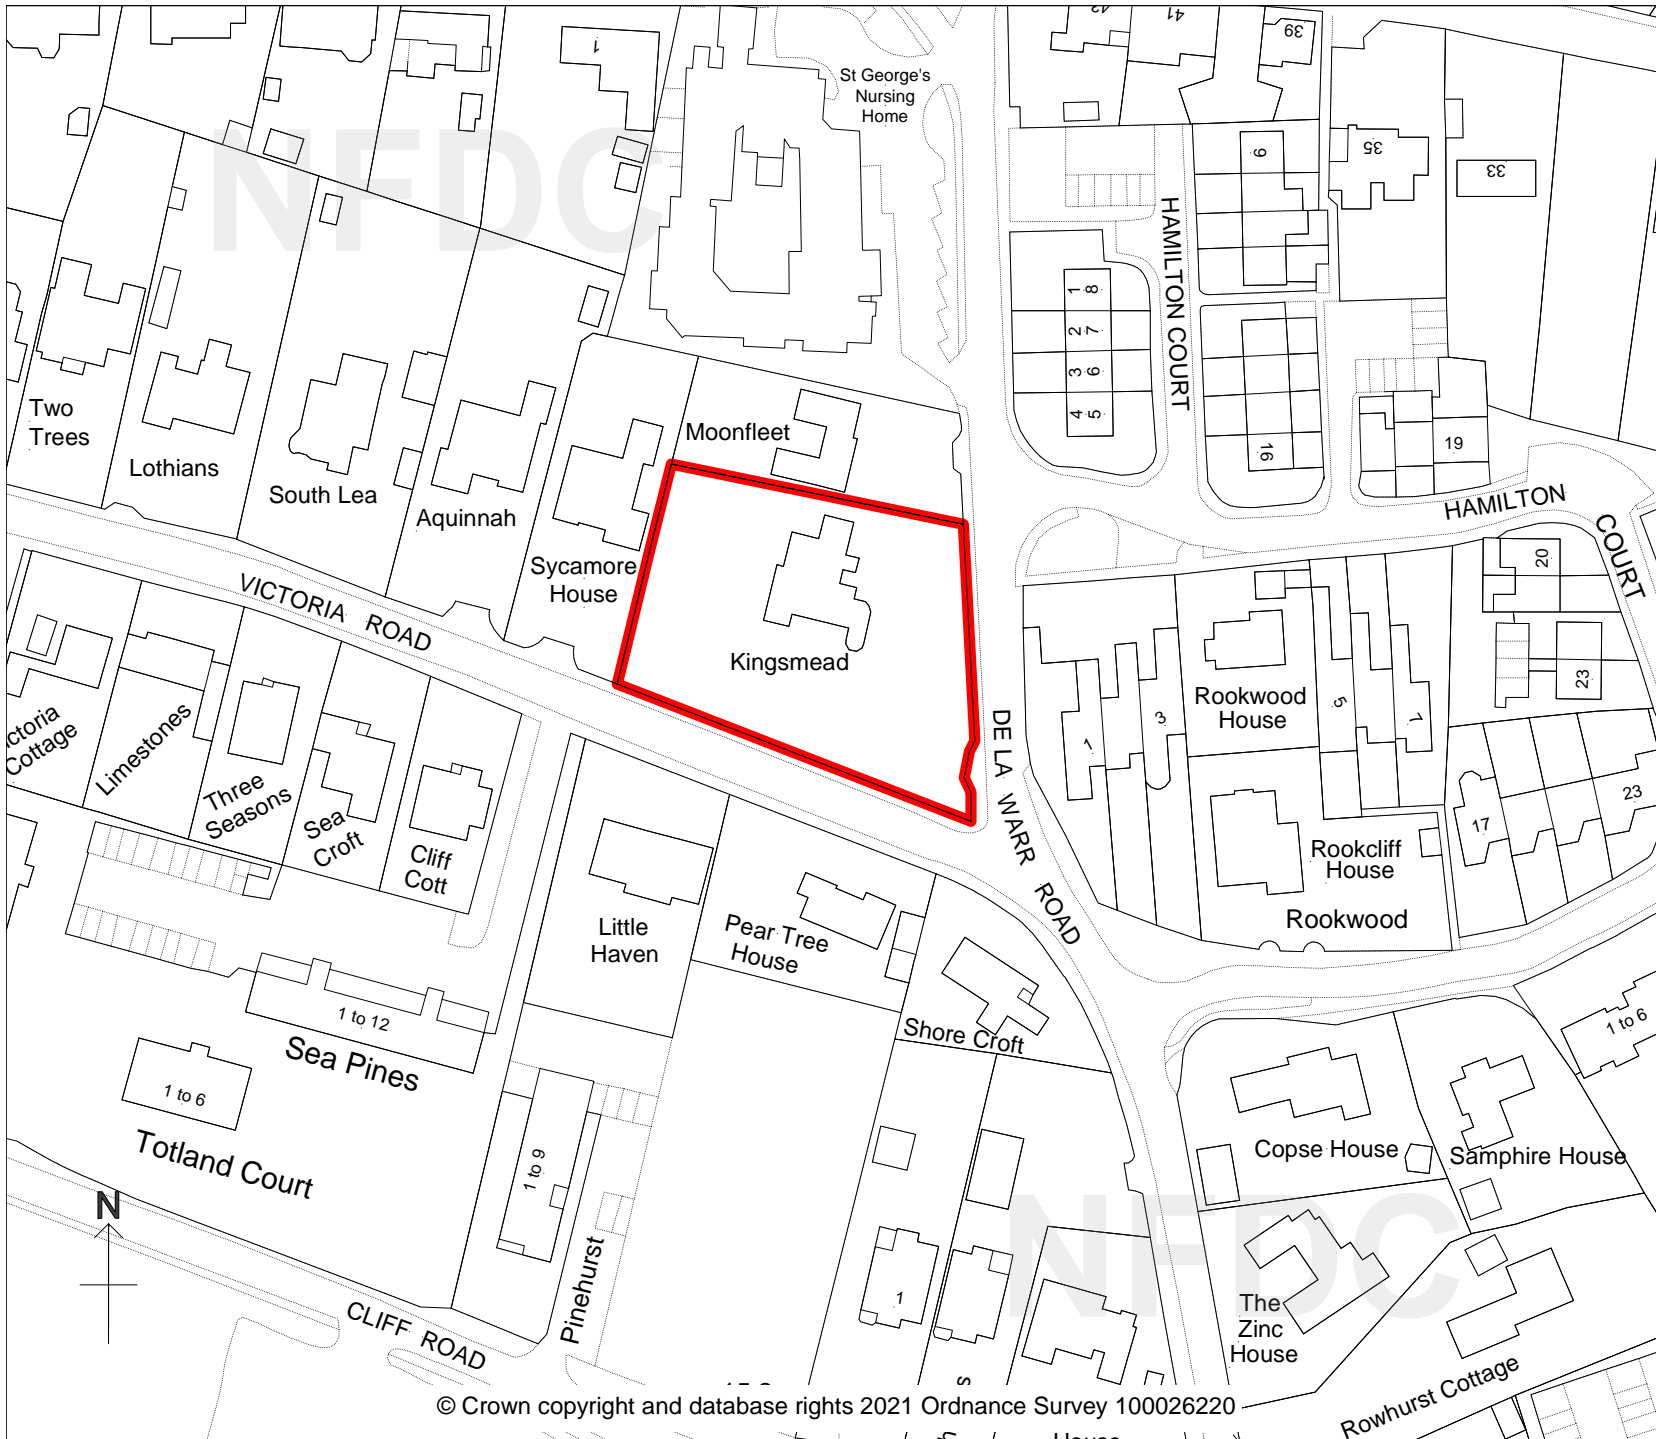 42
41
39
1
St George's
Nursing
Home
NFDC
9
35
33
HAMILTON COURT
1 8
2 7
3 6
4 5
16
19
HAMILTON
COURT
20
23
Two
Trees
Lothians
South Lea
Aquinnah
Sycamore
House
Moonfleet
Kingsmead
VICTORIA ROAD
DE LA WARR ROAD
1
3
5
7
Rookwood
House
Rookcliff
House
Rookwood
17
23
ictoria
Cottage
Limestones
Three
Seasons
Sea
Croft
Cliff
Cott
Little
Haven
Pear Tree
House
Shore Croft
1 to 12
Sea Pines
1 to 6
Totland Court
1 to 9
Pinehurst
N
CLIFF ROAD
1 to 6
Copse House
Samphire House
NFDC
1
The
Zinc
House
Rowhurst Cottage
© Crown copyright and database rights 2021 Ordnance Survey 100026220
House